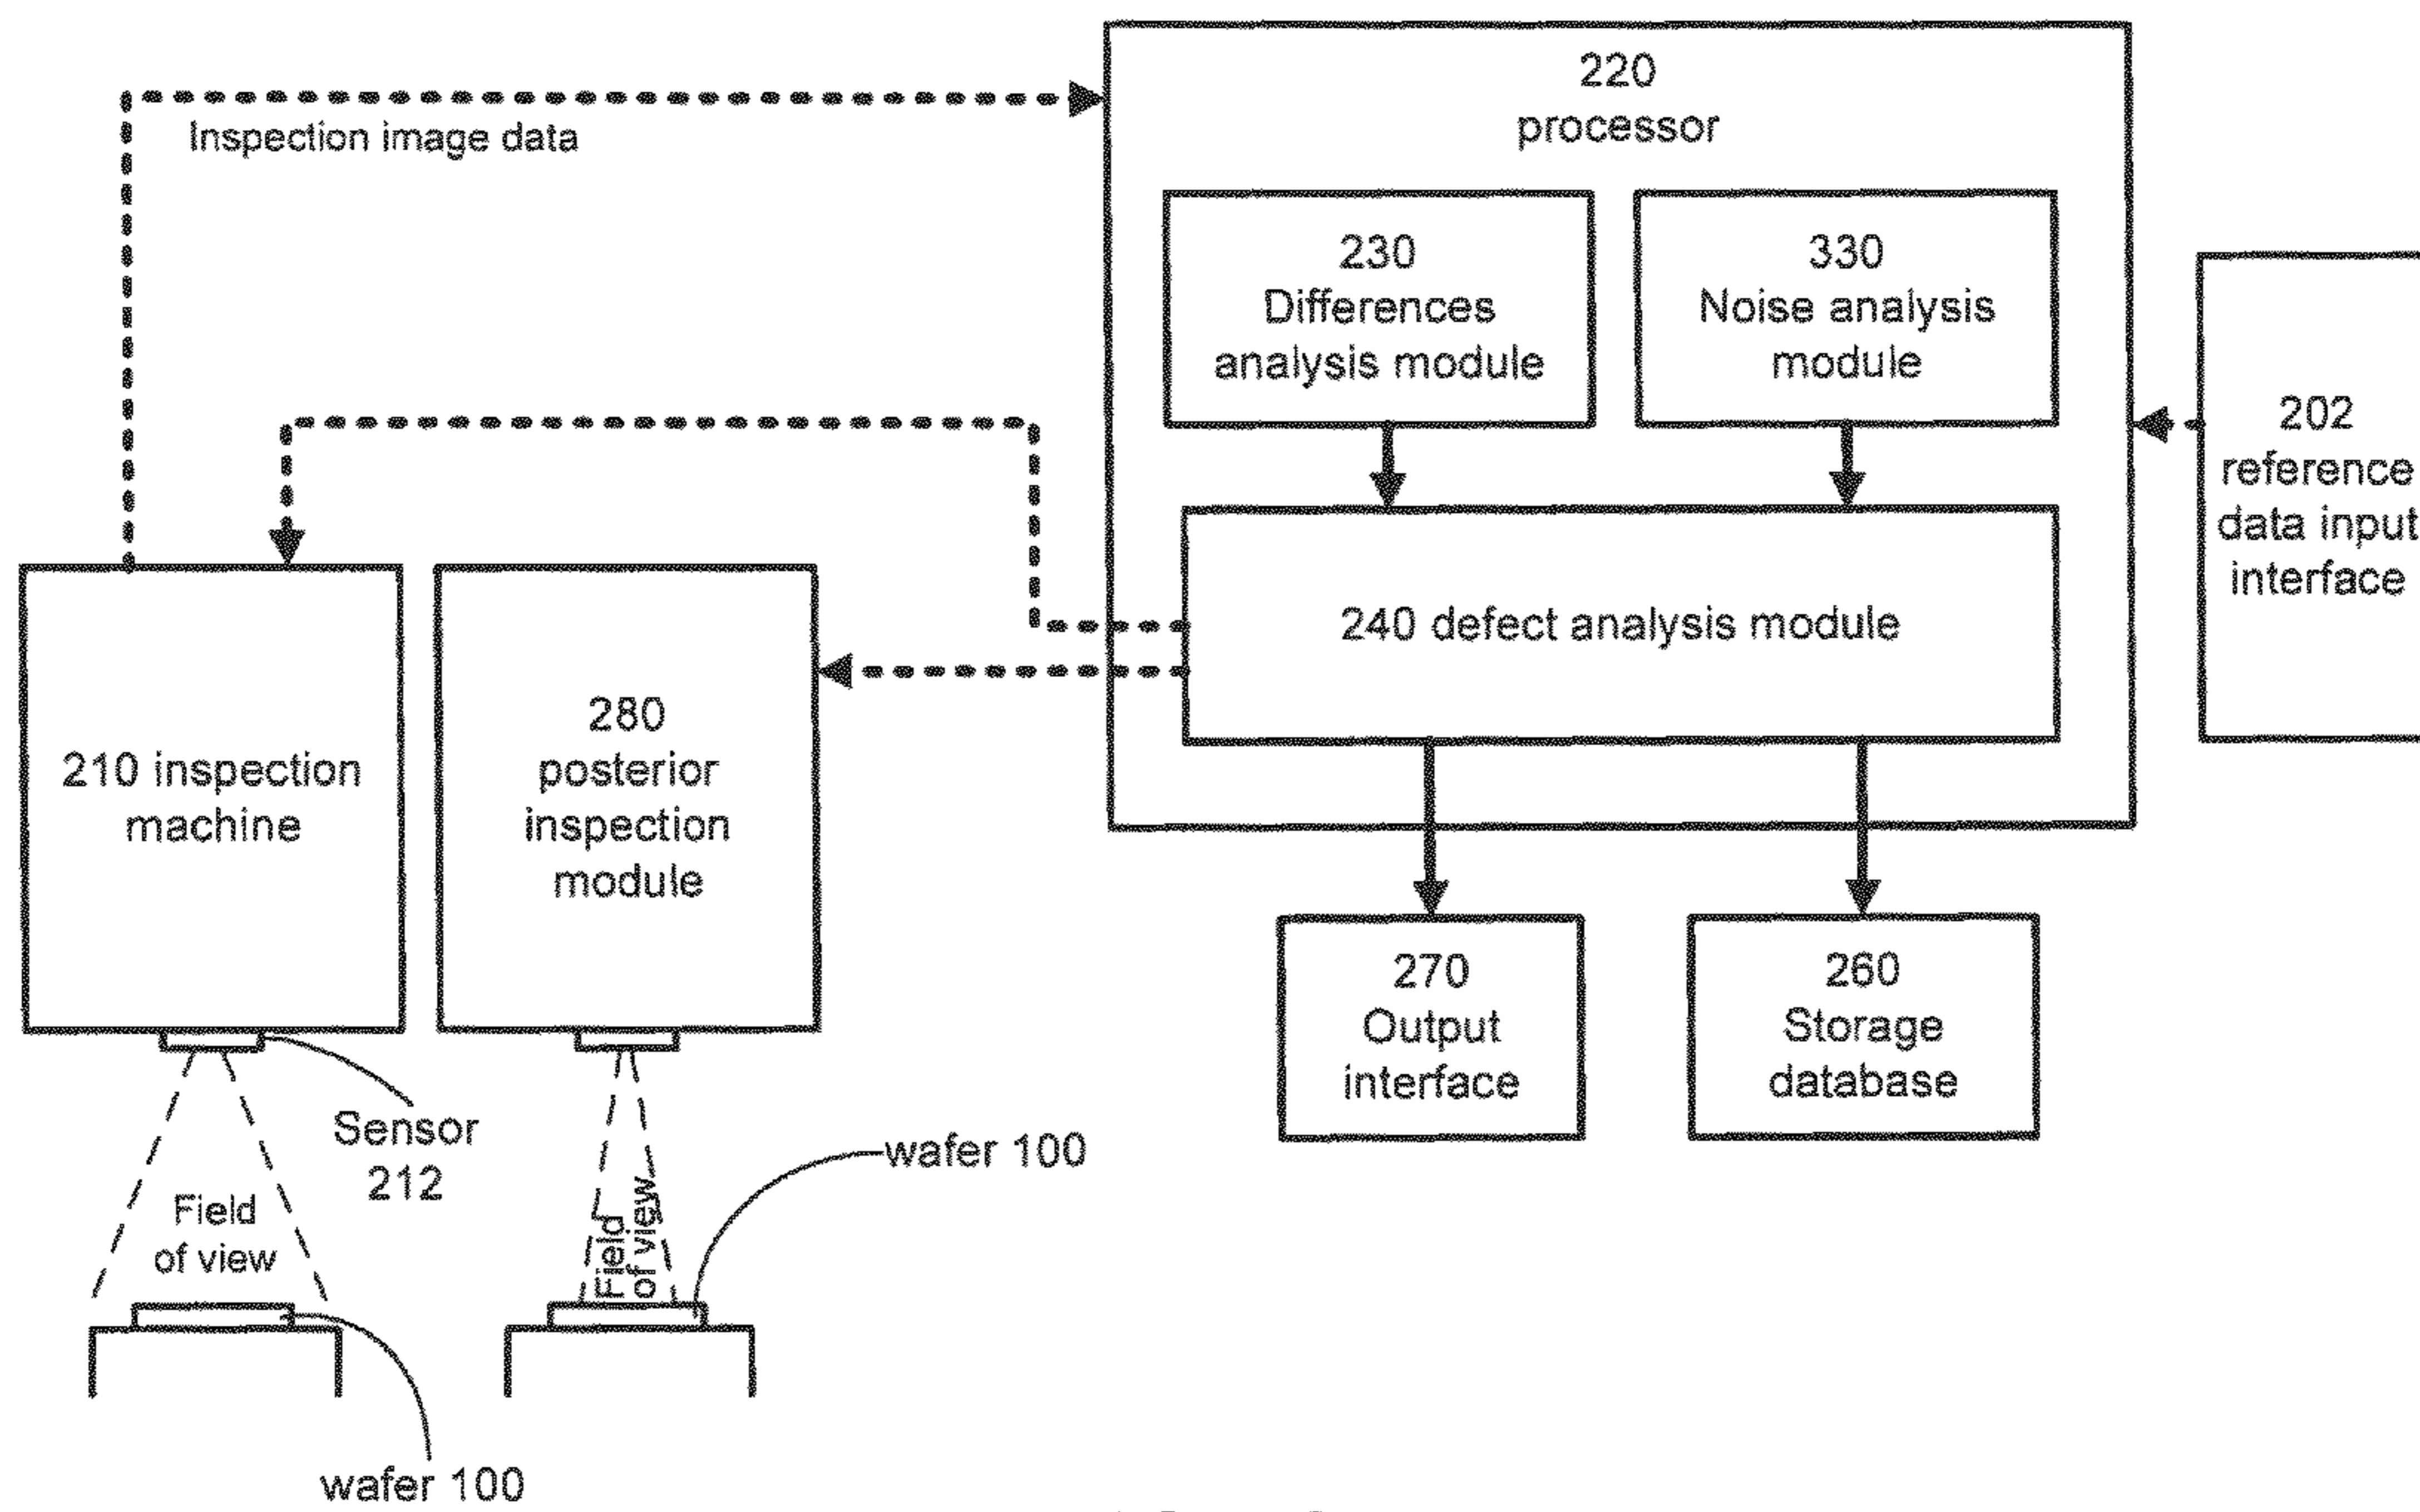 Inspection image data
220
processor
230
Differences
analysis module
330
Noise analysis
module
202
reference
data input
interface
240 defect analysis module
210 inspection
machine
280
posterior
inspection
module
270
Output
interface
260
Storage
database
Sensor
212
Field
of view
Field
of view
wafer 100
wafer 100